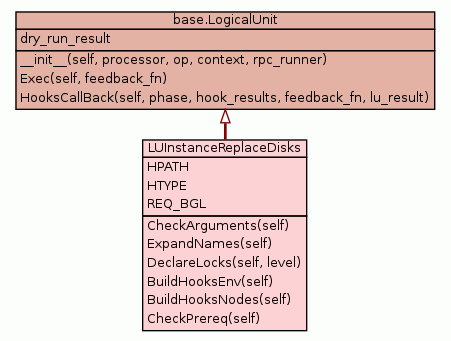 base.LogicalUnit
dry_run_result
__init__(self, processor, op, context, rpc_runner)
Exec(self, feedback_fn)
HooksCallBack(self, phase, hook_results, feedback_fn, lu_result)
LUInstanceReplaceDisks
HPATH
HTYPE
REQ_BGL
CheckArguments(self)
ExpandNames(self)
DeclareLocks(self, level)
BuildHooksEnv(self)
BuildHooksNodes(self)
CheckPrereq(self)